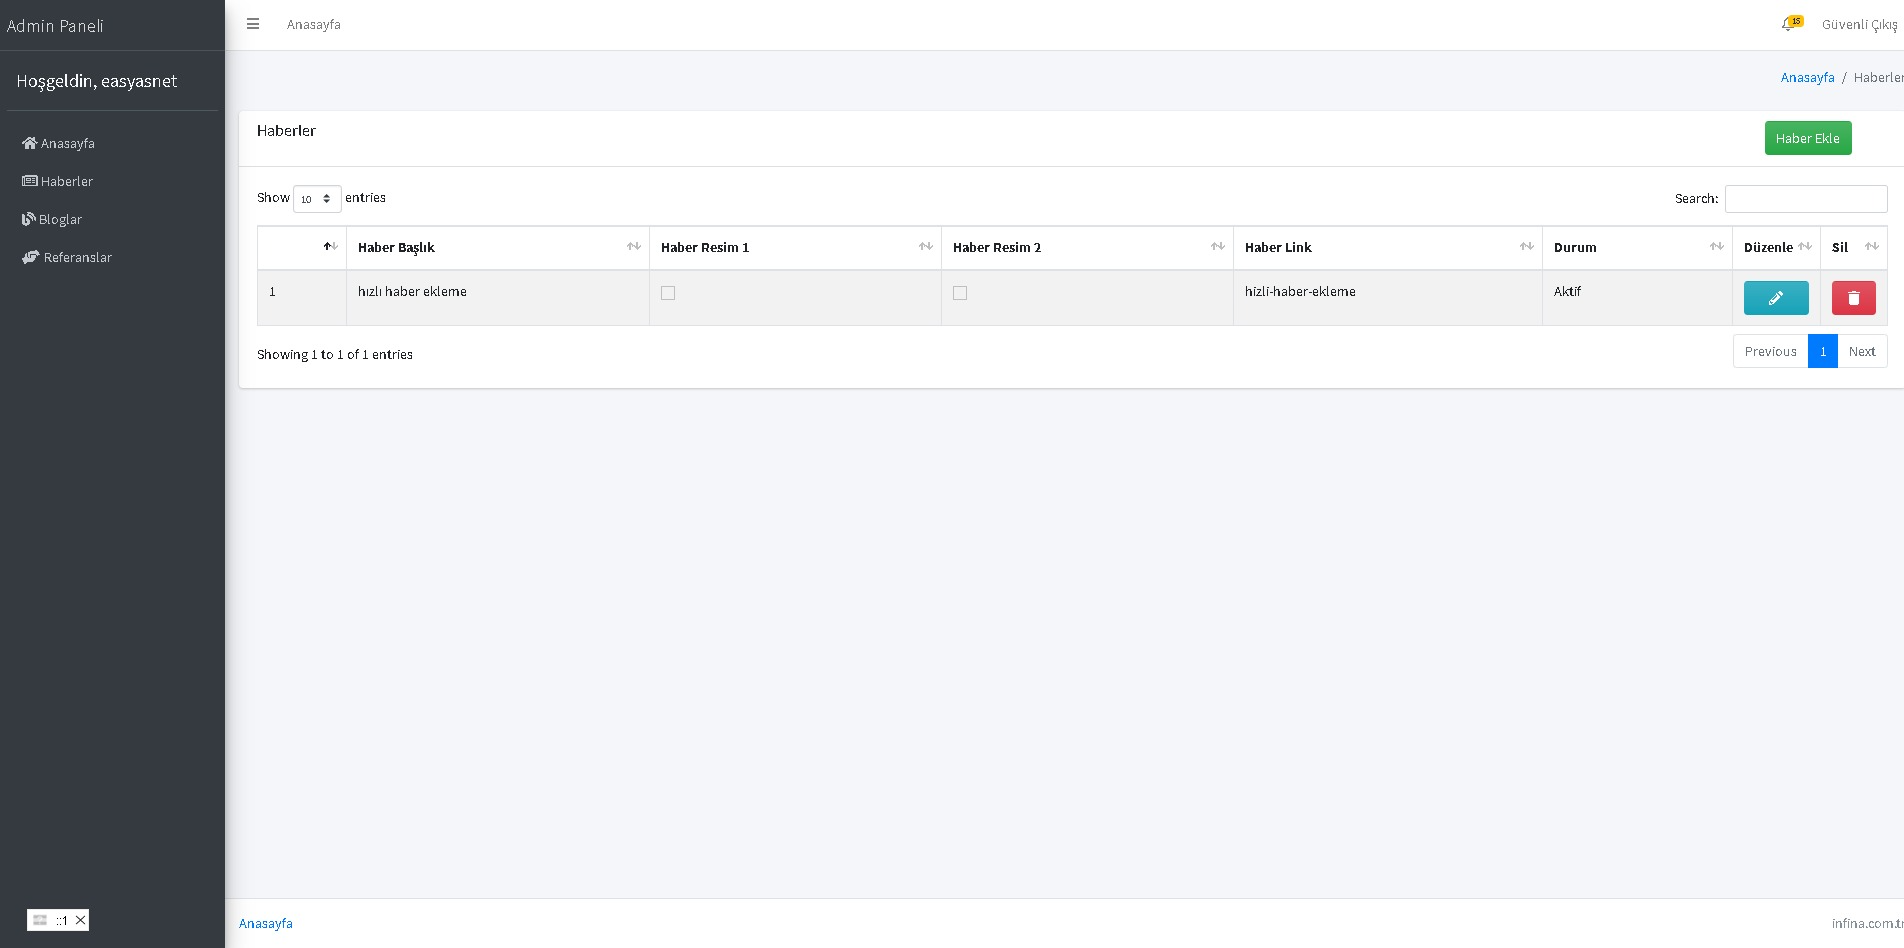 Admin Paneli
Anasayfa
15
Güvenli Çıkış
Hoşgeldin, easyasnet
Anasayfa / Haberler
Anasayfa
Haberler
Bloglar
Referanslar
Haberler
Haber Ekle
Show 10 entries
Search:
Haber Başlık Haber Resim 1 Haber Resim 2 Haber Link Durum Düzenle Sil
1 hızlı haber ekleme hizli-haber-ekleme Aktif
Showing 1 to 1 of 1 entries
Previous 1 Next
::1
Anasayfa
infina.com.tr